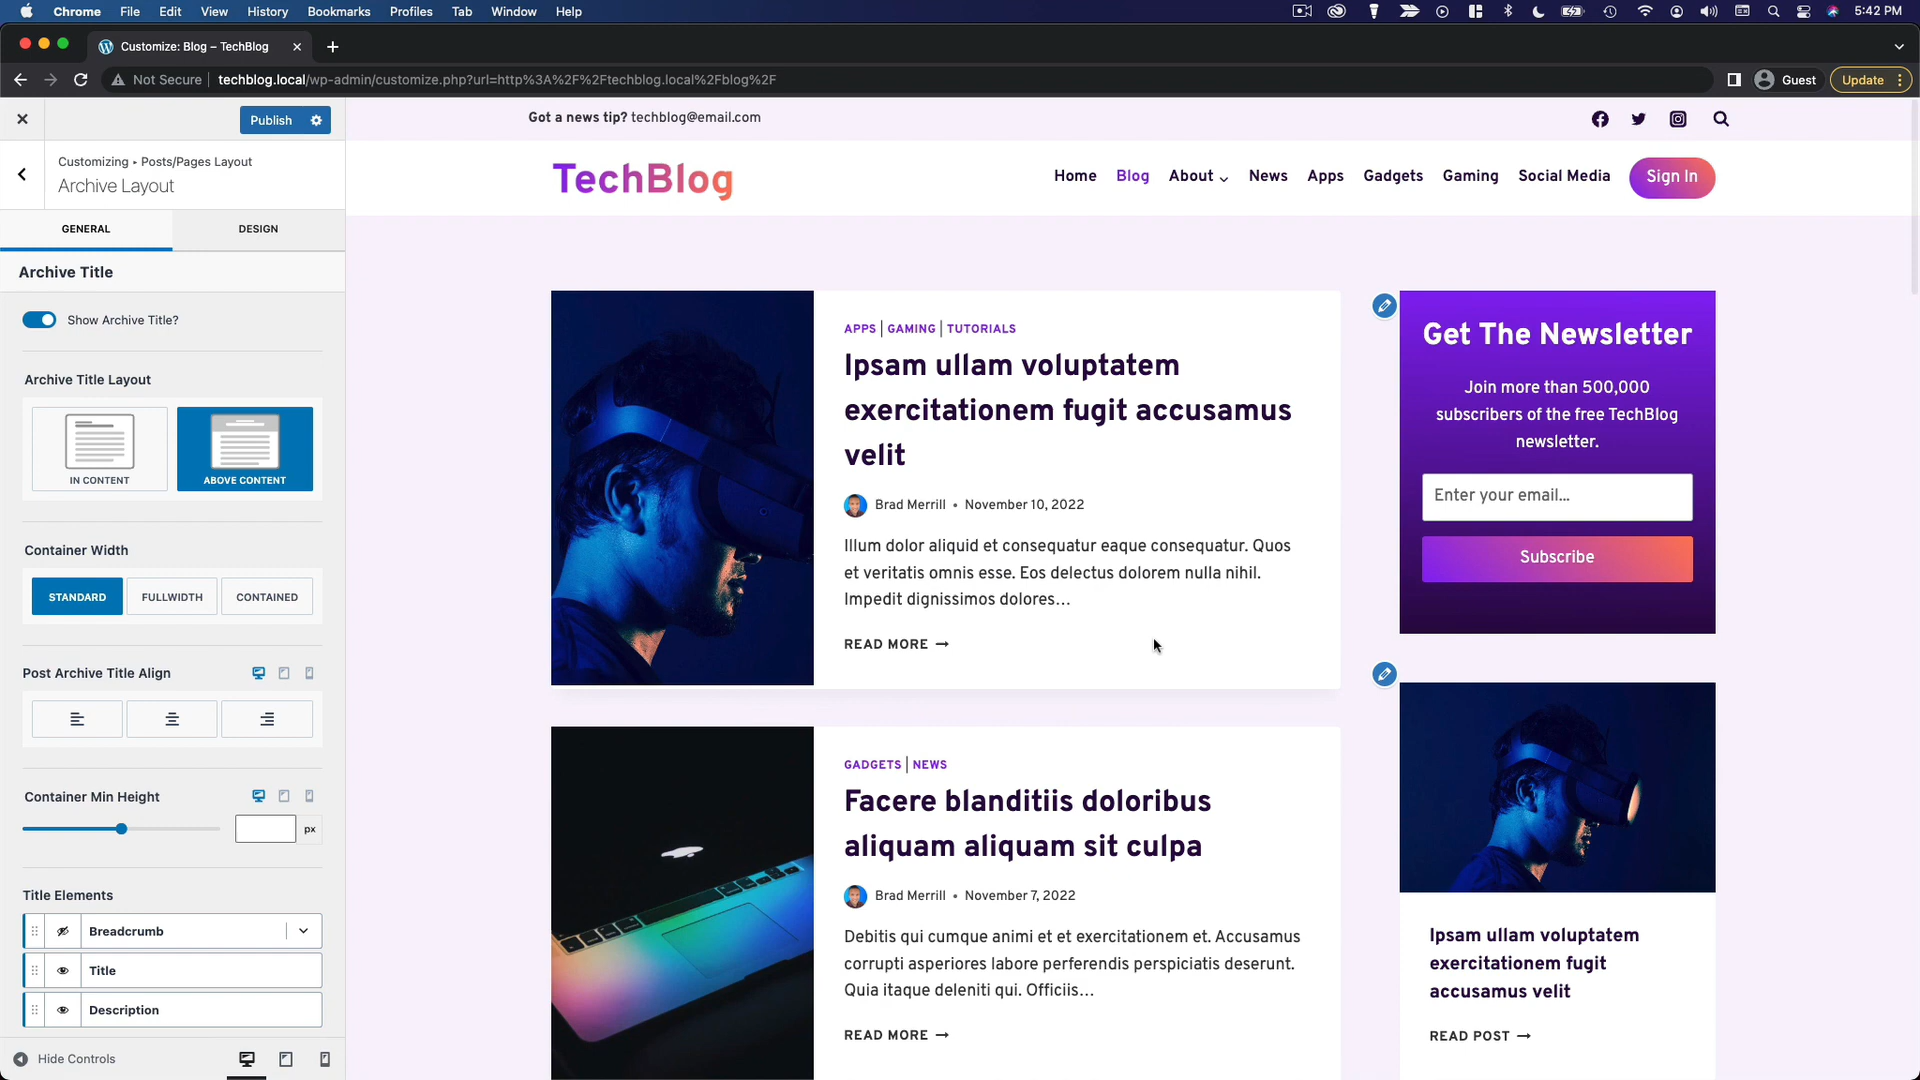 Chrome File Edit View History Bookmarks Profiles Tab Window Help 5:42 PM
Customize: Blog – TechBlog
Not Secure techblog.local/wp-admin/customize.php?url=http%3A%2F%2Ftechblog.local%2Fblog%2F Guest Update
Publish
Customizing ▸ Posts/Pages Layout
Archive Layout
GENERAL DESIGN
Archive Title
Show Archive Title?
Archive Title Layout
IN CONTENT ABOVE CONTENT
Container Width
STANDARD FULLWIDTH CONTAINED
Post Archive Title Align
Container Min Height
px
Title Elements
Breadcrumb
Title
Description
Hide Controls
Got a news tip? techblog@email.com
TechBlog
Home Blog About News Apps Gadgets Gaming Social Media Sign In
APPS | GAMING | TUTORIALS
Ipsam ullam voluptatem
exercitationem fugit accusamus
velit
Brad Merrill • November 10, 2022
Illum dolor aliquid et consequatur eaque consequatur. Quos
et veritatis omnis esse. Eos delectus dolorem nulla nihil.
Impedit dignissimos dolores…
READ MORE →
GADGETS | NEWS
Facere blanditiis doloribus
aliquam aliquam sit culpa
Brad Merrill • November 7, 2022
Debitis qui cumque animi et et exercitationem et. Accusamus
corrupti asperiores labore perferendis perspiciatis deserunt.
Quia itaque deleniti qui. Officiis…
READ MORE →
Get The Newsletter
Join more than 500,000
subscribers of the free TechBlog
newsletter.
Enter your email...
Subscribe
Ipsam ullam voluptatem
exercitationem fugit
accusamus velit
READ POST →